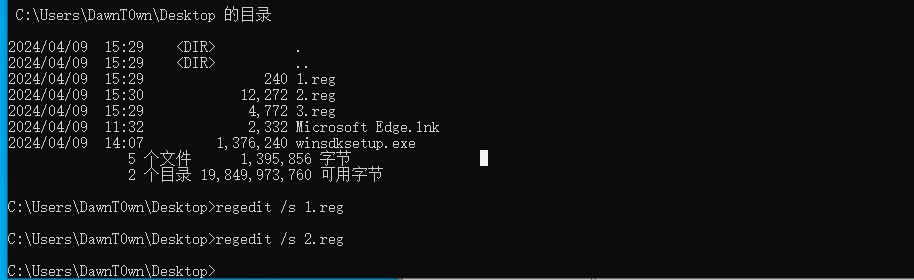 C:\Users\DawnT0wn\Desktop 的目录
2024/04/09  15:29    <DIR>          .
2024/04/09  15:29    <DIR>          ..
2024/04/09  15:29               240 1.reg
2024/04/09  15:30            12,272 2.reg
2024/04/09  15:29             4,772 3.reg
2024/04/09  11:32             2,332 Microsoft Edge.lnk
2024/04/09  14:07         1,376,240 winsdksetup.exe
5 个文件      1,395,856 字节
2 个目录 19,849,973,760 可用字节
C:\Users\DawnT0wn\Desktop>regedit /s 1.reg
C:\Users\DawnT0wn\Desktop>regedit /s 2.reg
C:\Users\DawnT0wn\Desktop>